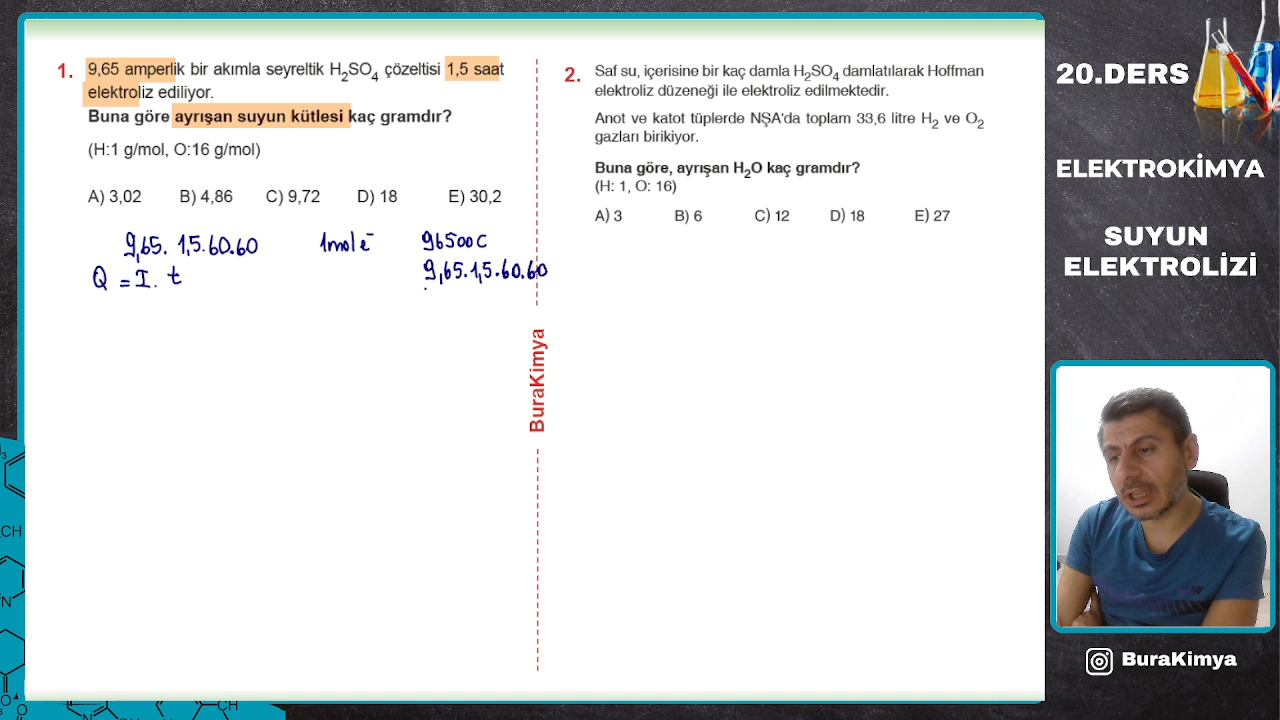 1. 9,65 amperlik bir akımla seyreltik H₂SO₄ çözeltisi 1,5 saat
elektroliz ediliyor.
Buna göre ayrışan suyun kütlesi kaç gramdır?
(H:1 g/mol, O:16 g/mol)
A) 3,02 B) 4,86 C) 9,72 D) 18 E) 30,2
9,65. 1,5.60.60 1mol e⁻ 96500C
Q = I. t 9,65.1,5.60.60
BuraKimya
2. Saf su, içerisine bir kaç damla H₂SO₄ damlatılarak Hoffman
elektroliz düzeneği ile elektroliz edilmektedir.
Anot ve katot tüplerde NŞA'da toplam 33,6 litre H₂ ve O₂
gazları birikiyor.
Buna göre, ayrışan H₂O kaç gramdır?
(H: 1, O: 16)
A) 3 B) 6 C) 12 D) 18 E) 27
20.DERS
ELEKTROKİMYA
SUYUN
ELEKTROLİZİ
BuraKimya
CH
N
O
O
CH